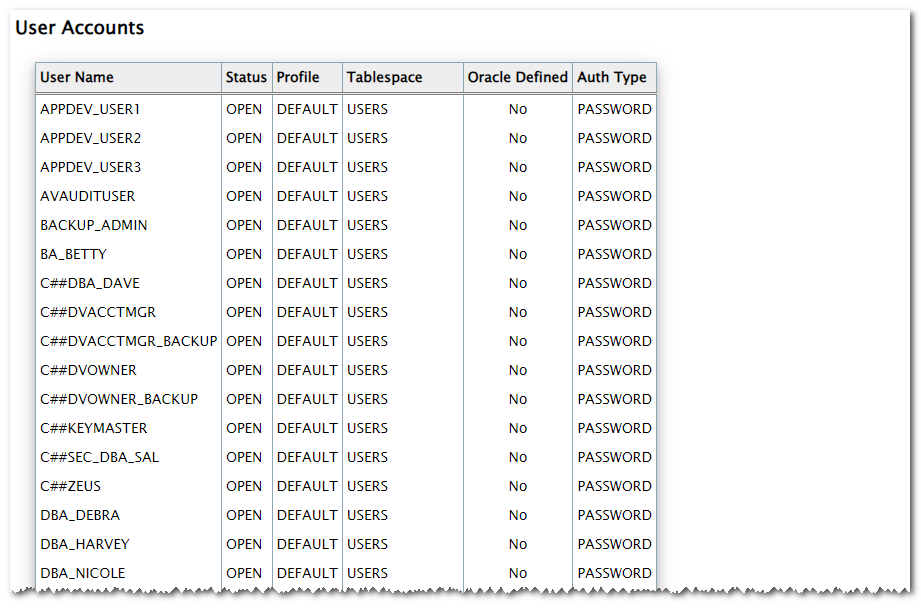 User Accounts
User Name Status Profile Tablespace Oracle Defined Auth Type
APPDEV_USER1 OPEN DEFAULT USERS No PASSWORD
APPDEV_USER2 OPEN DEFAULT USERS No PASSWORD
APPDEV_USER3 OPEN DEFAULT USERS No PASSWORD
AVAUDITUSER OPEN DEFAULT USERS No PASSWORD
BACKUP_ADMIN OPEN DEFAULT USERS No PASSWORD
BA_BETTY OPEN DEFAULT USERS No PASSWORD
C##DBA_DAVE OPEN DEFAULT USERS No PASSWORD
C##DVACCTMGR OPEN DEFAULT USERS No PASSWORD
C##DVACCTMGR_BACKUP OPEN DEFAULT USERS No PASSWORD
C##DVOWNER OPEN DEFAULT USERS No PASSWORD
C##DVOWNER_BACKUP OPEN DEFAULT USERS No PASSWORD
C##KEYMASTER OPEN DEFAULT USERS No PASSWORD
C##SEC_DBA_SAL OPEN DEFAULT USERS No PASSWORD
C##ZEUS OPEN DEFAULT USERS No PASSWORD
DBA_DEBRA OPEN DEFAULT USERS No PASSWORD
DBA_HARVEY OPEN DEFAULT USERS No PASSWORD
DBA_NICOLE OPEN DEFAULT USERS No PASSWORD